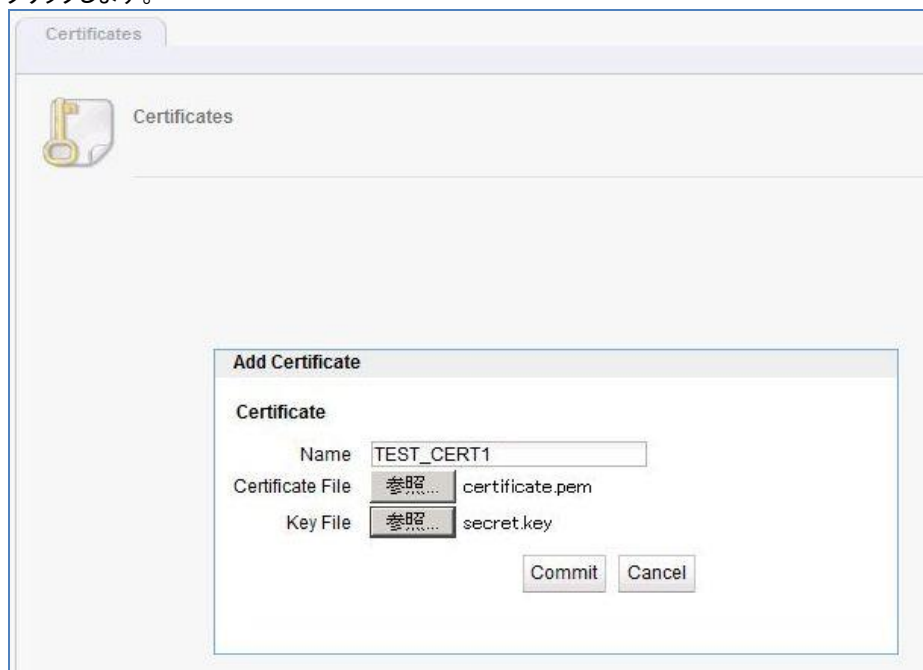 クリックします。
Certificates
Certificates
Add Certificate
Certificate
Name TEST_CERT1
Certificate File 参照... certificate.pem
Key File 参照... secret.key
Commit Cancel